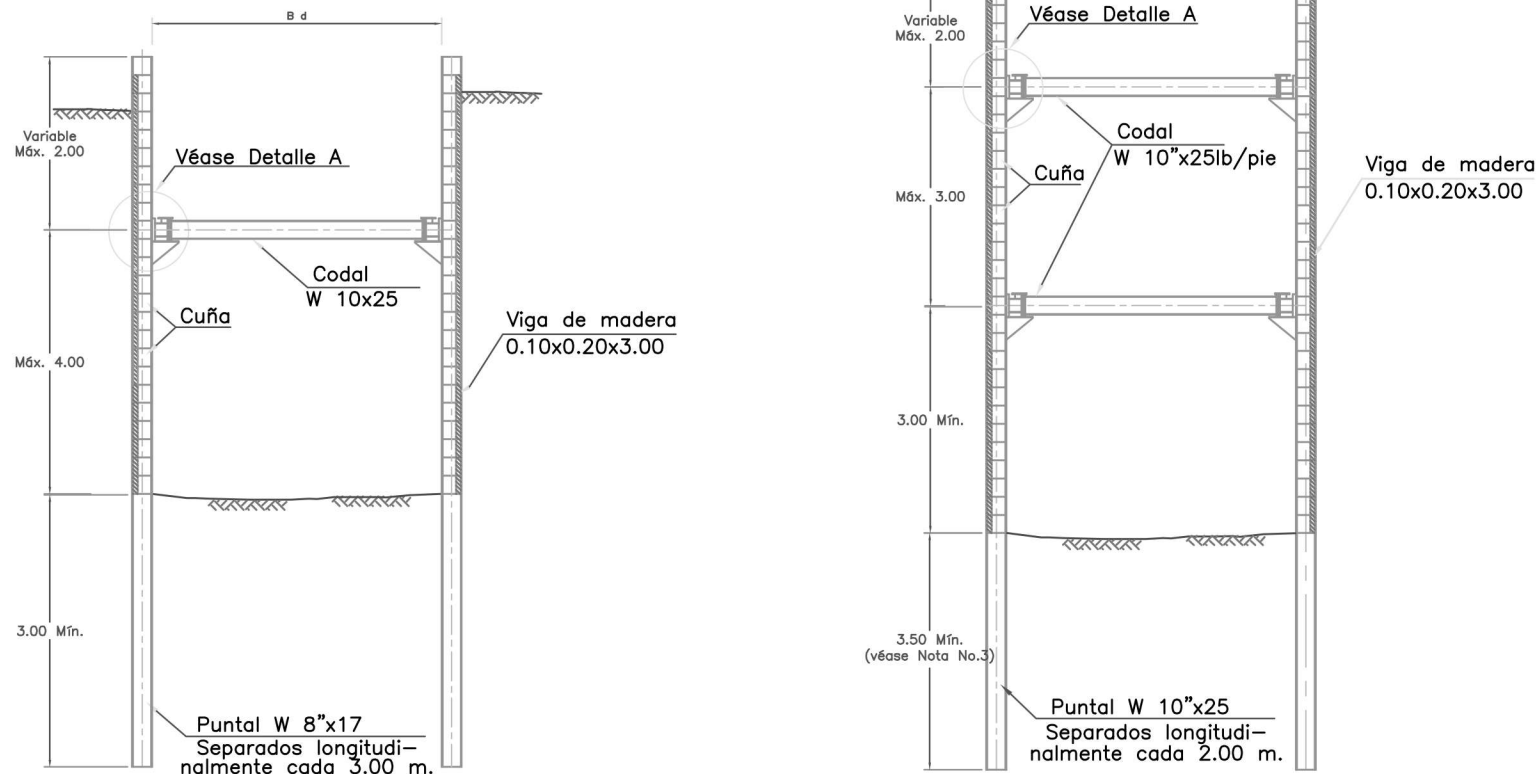 B d
Variable
Máx. 2.00
Véase Detalle A
Codal
W 10x25
Cuña
Viga de madera
0.10x0.20x3.00
Máx. 4.00
3.00 Mín.
Puntal W 8"x17
Separados longitudi-
nalmente cada 3.00 m.
Variable
Máx. 2.00
Véase Detalle A
Codal
W 10"x25lb/pie
Cuña
Viga de madera
0.10x0.20x3.00
Máx. 3.00
3.00 Mín.
3.50 Mín.
(véase Nota No.3)
Puntal W 10"x25
Separados longitudi-
nalmente cada 2.00 m.